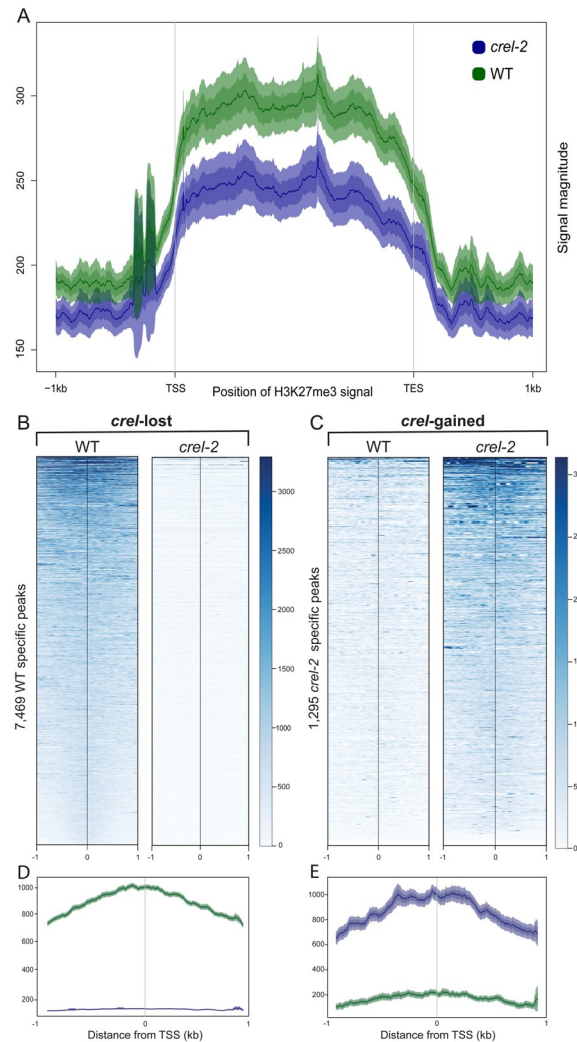 A
crel-2
WT
300
250
200
150
Signal magnitude
−1kb
TSS
Position of H3K27me3 signal
TES
1kb
B
crel-lost
WT
crel-2
7,469 WT specific peaks
3000
2500
2000
1500
1000
500
0
-1
0
1
-1
0
1
C
crel-gained
WT
crel-2
1,295 crel-2 specific peaks
0
-1
0
1
-1
0
1
D
1000
800
600
400
200
-1
0
1
Distance from TSS (kb)
E
1000
800
600
400
200
-1
0
1
Distance from TSS (kb)